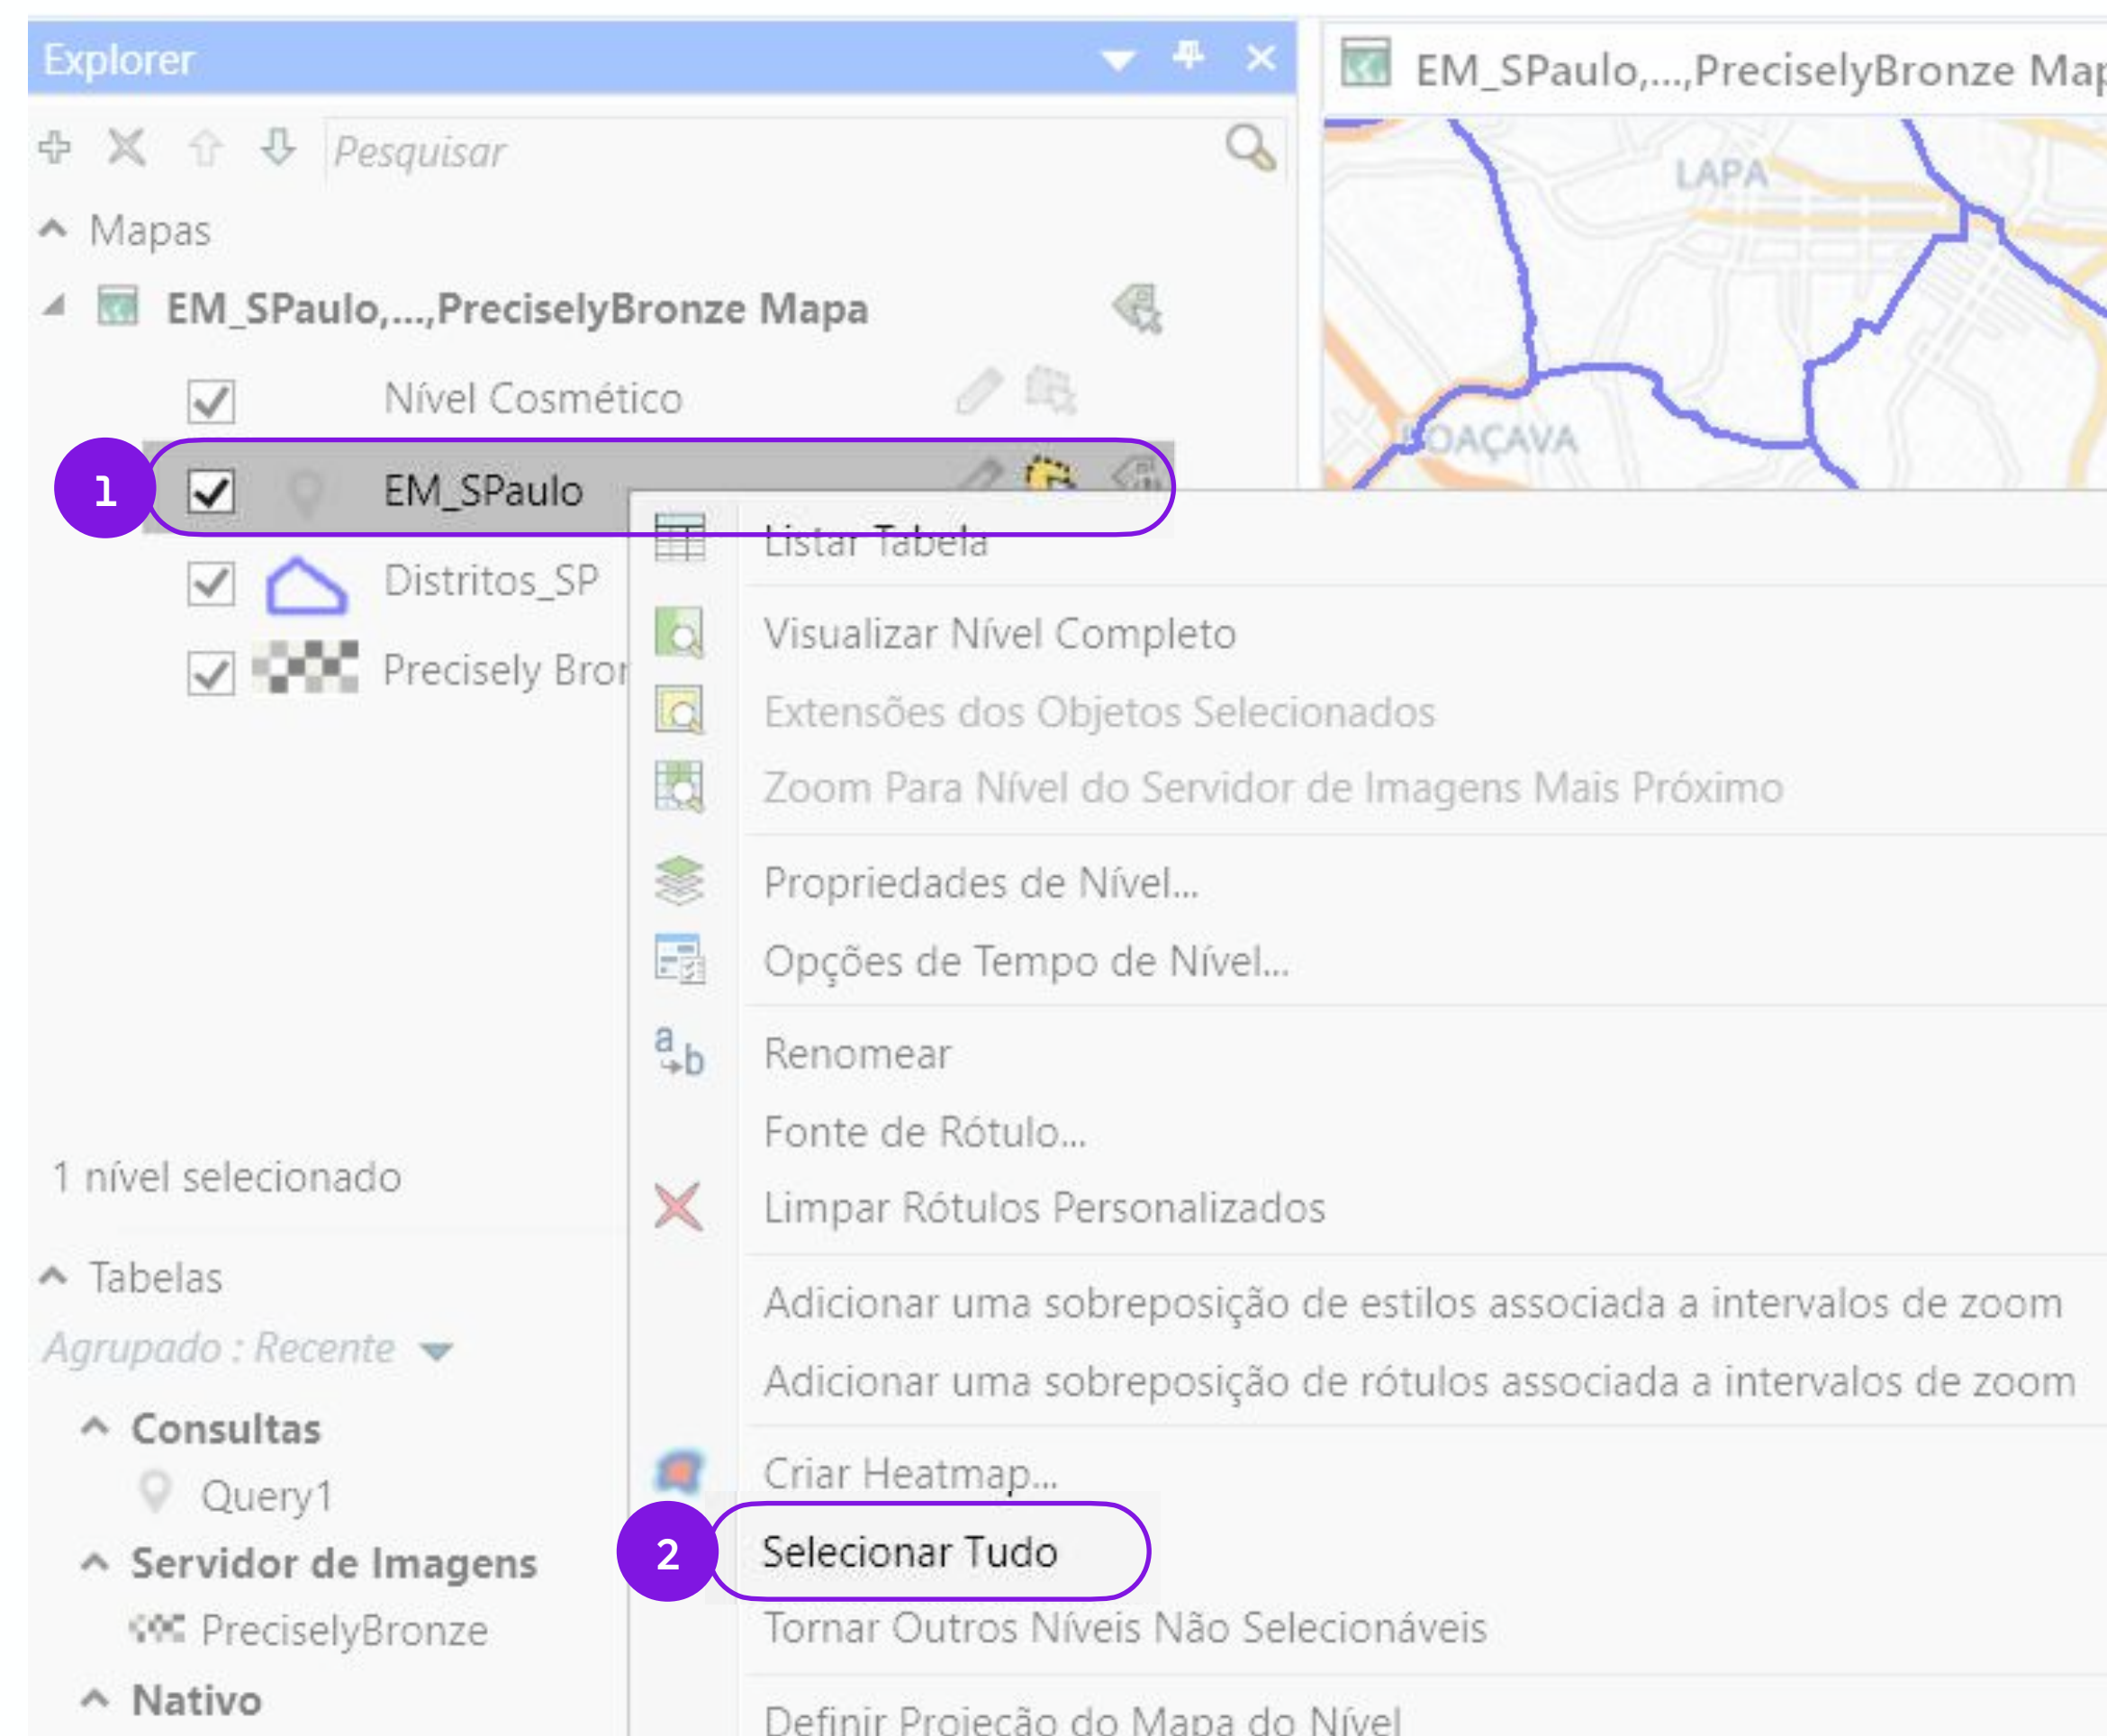 Explorer
EM_SPaulo,...,PreciselyBronze Map
Pesquisar
LAPA
Mapas
EM_SPaulo,...,PreciselyBronze Mapa
Nível Cosmético
BOAÇAVA
1
EM_SPaulo
Listar Tabela
Distritos_SP
Visualizar Nível Completo
Precisely Bron
Extensões dos Objetos Selecionados
Zoom Para Nível do Servidor de Imagens Mais Próximo
Propriedades de Nível...
Opções de Tempo de Nível...
a b
Renomear
Fonte de Rótulo...
1 nível selecionado
Limpar Rótulos Personalizados
Tabelas
Adicionar uma sobreposição de estilos associada a intervalos de zoom
Agrupado : Recente
Adicionar uma sobreposição de rótulos associada a intervalos de zoom
Consultas
Criar Heatmap...
Query1
2
Selecionar Tudo
Servidor de Imagens
PreciselyBronze
Tornar Outros Níveis Não Selecionáveis
Nativo
Definir Projeção do Mapa do Nível